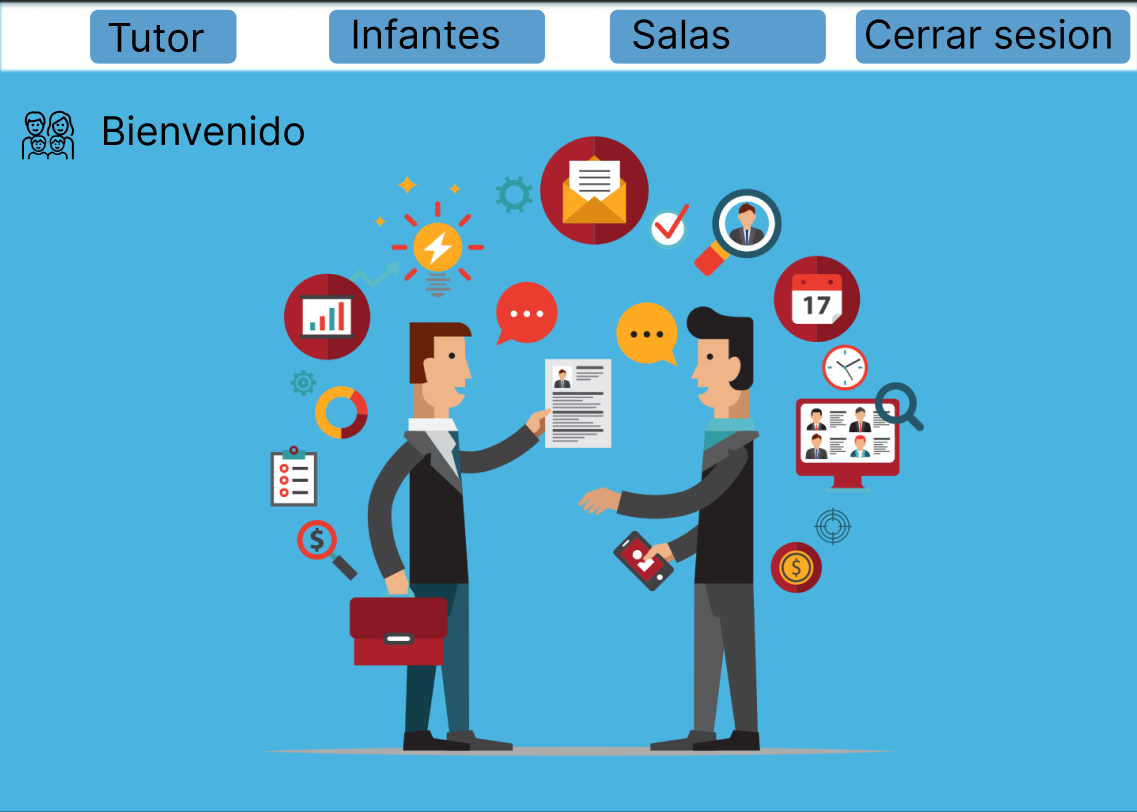 Tutor
Infantes
Salas
Cerrar sesion
Bienvenido
17
$
$